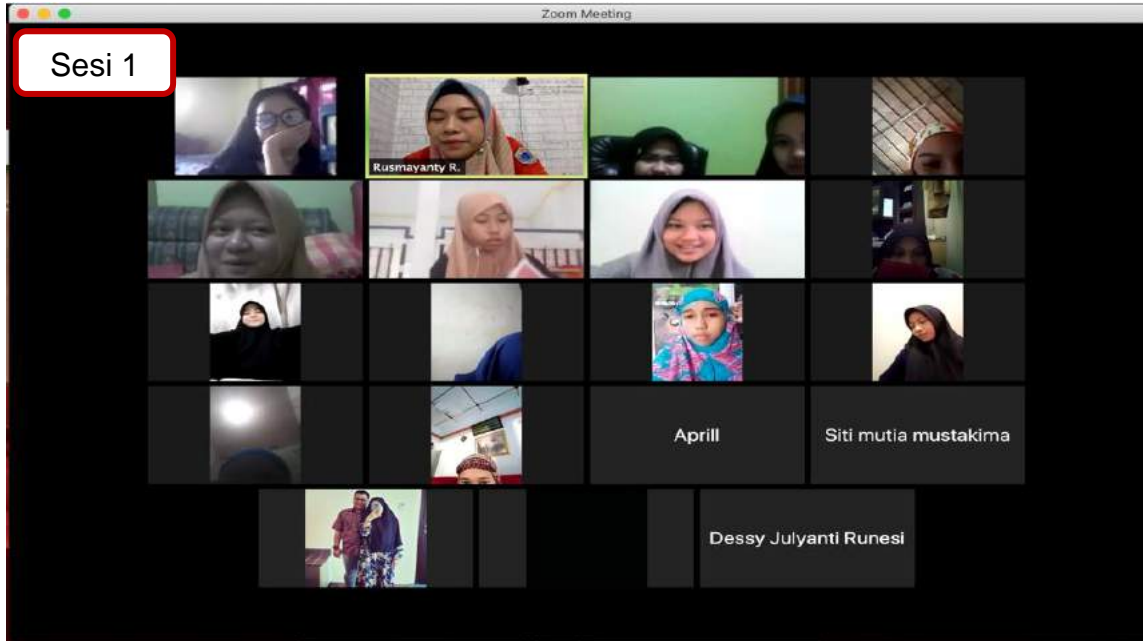 Zoom Meeting
Sesi 1
Rusmayanty R.
Aprill
Siti mutia mustakima
Dessy Julyanti Runesi